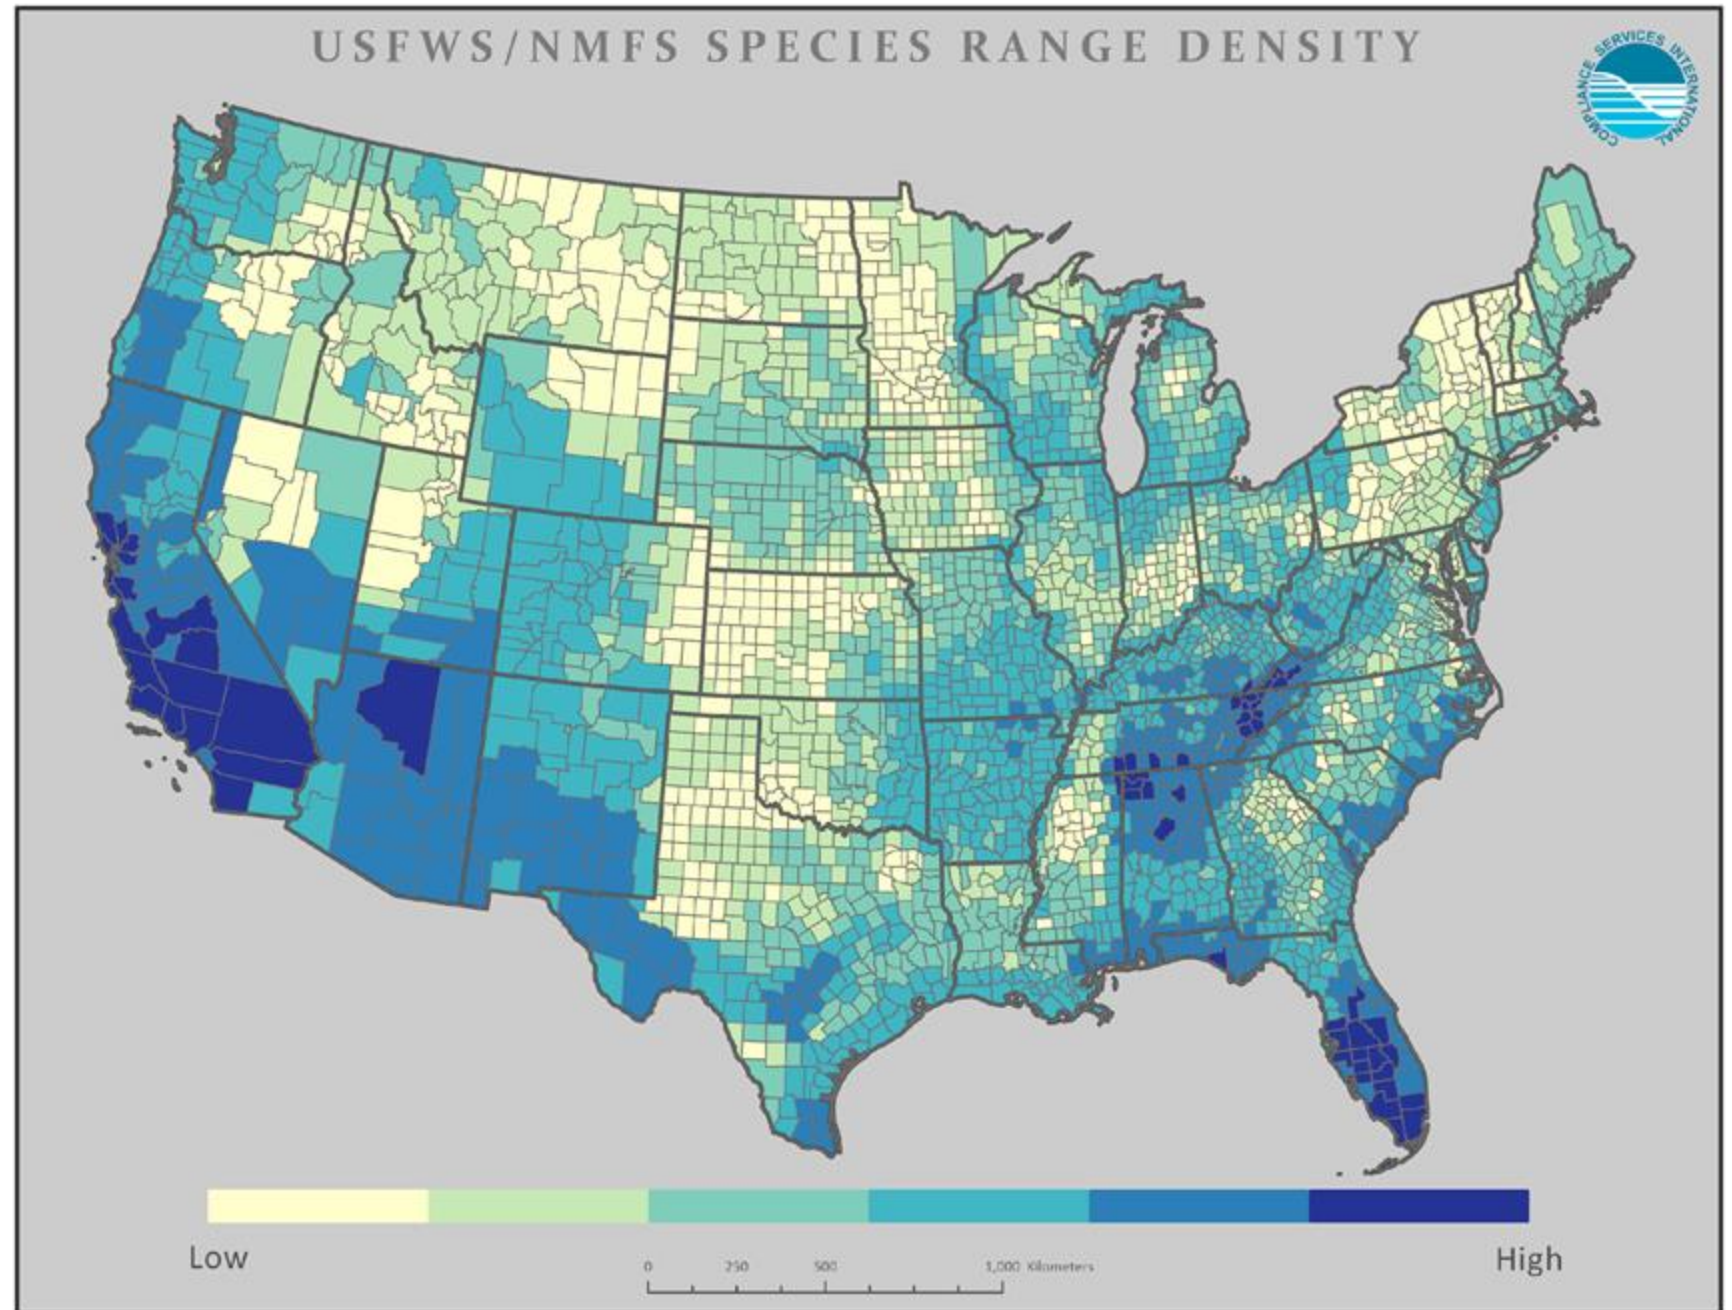 USFWS/NMFS SPECIES RANGE DENSITY
COMPLIANCE SERVICES INTERNATIONAL
Low
High
0 250 500 1,000 Kilometers